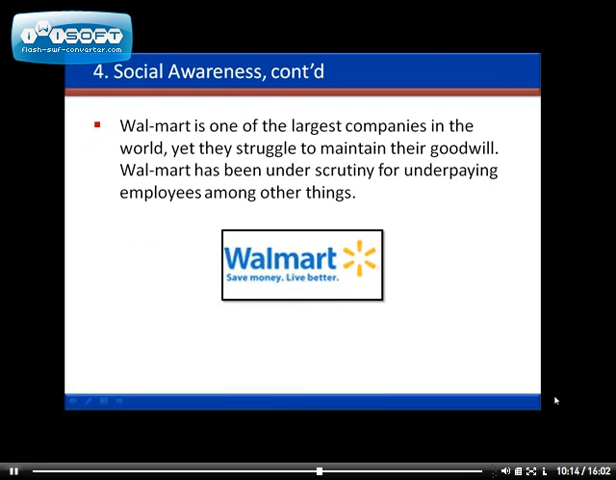 iWiSOFT
flash-swf-converter.com
4. Social Awareness, cont'd
Wal-mart is one of the largest companies in the
world, yet they struggle to maintain their goodwill.
Wal-mart has been under scrutiny for underpaying
employees among other things.
Walmart
Save money. Live better.
10:14 / 16:02